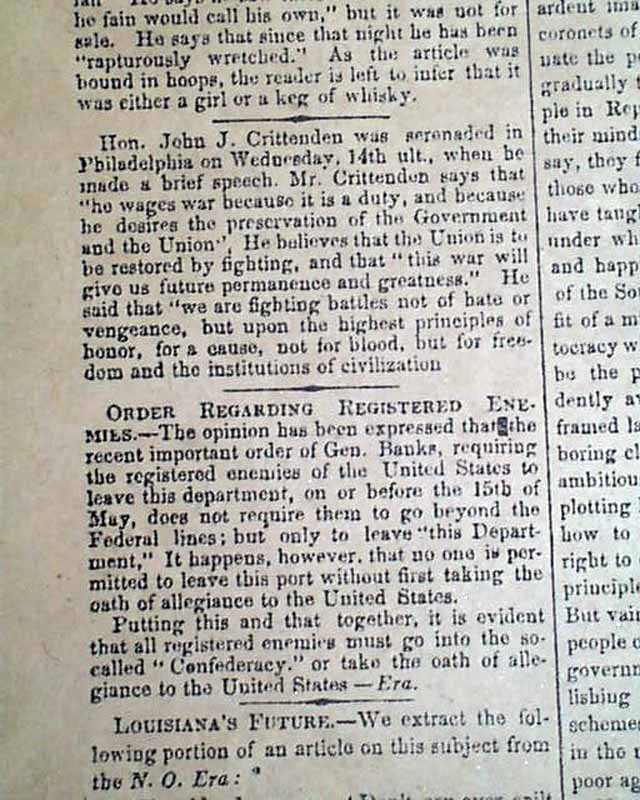 he fain would call his own," but it was not for
sale. He says that since that night he has been
"rapturously wretched." As the article was
bound in hoops, the reader is left to infer that it
was either a girl or a keg of whisky.
Hon. John J. Crittenden was serenaded in
Philadelphia on Wednesday, 14th ult., when he
made a brief speech. Mr. Crittenden says that
"he wages war because it is a duty, and because
he desires the preservation of the Government
and the Union". He believes that the Union is to
be restored by fighting, and that "this war will
give us future permanence and greatness." He
said that "we are fighting battles not of hate or
vengeance, but upon the highest principles of
honor, for a cause, not for blood, but for free-
dom and the institutions of civilization
ORDER REGARDING REGISTERED ENE-
MIES.—The opinion has been expressed that the
recent important order of Gen. Banks, requiring
the registered enemies of the United States to
leave this department, on or before the 15th of
May, does not require them to go beyond the
Federal lines; but only to leave "this Depart-
ment," It happens, however, that no one is per-
mitted to leave this port without first taking the
oath of allegiance to the United States.
Putting this and that together, it is evident
that all registered enemies must go into the so-
called "Confederacy." or take the oath of alle-
giance to the United States —Era.
LOUISIANA'S FUTURE.—We extract the fol-
lowing portion of an article on this subject from
the N. O. Era: "
ardent
coronets of
nate the
gradually
ple in Rep
their mind
say, they
those who
have taug
under wh
and happ
of the Sou
fit of a m
tocracy w
be the p
dently
framed la
boring cl
ambitiou
plotting
how to
right to
principl
But vain
people o
governm
lishing
schemes
in the
poor ag